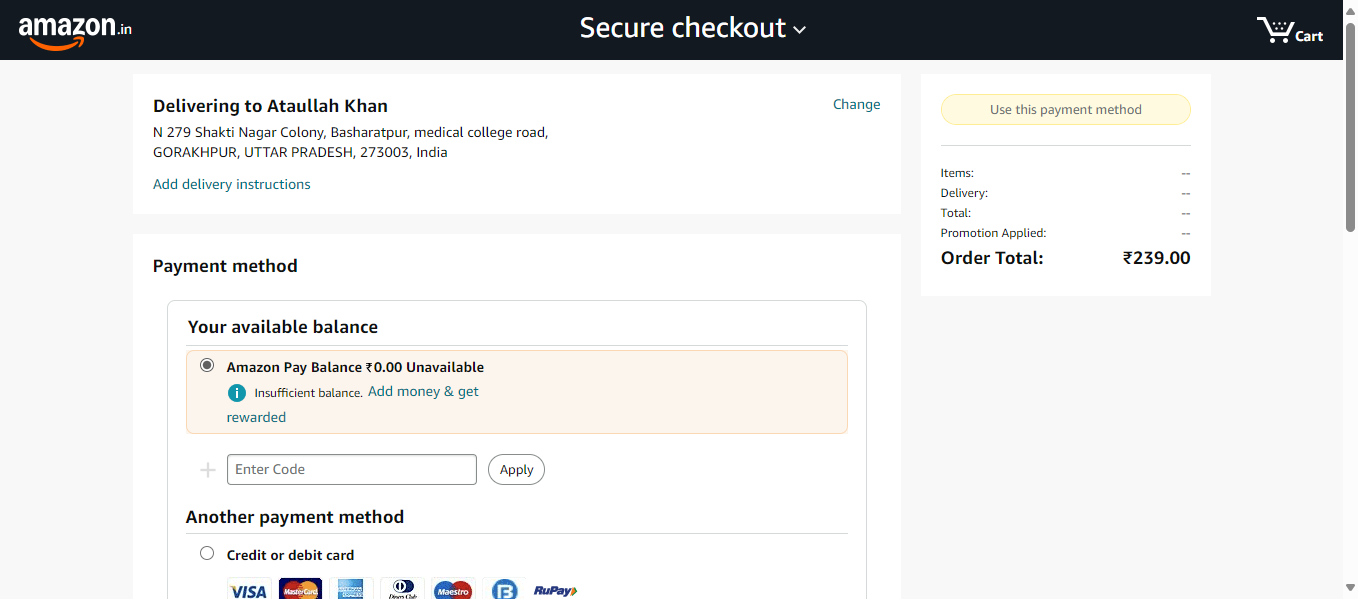 amazon.in
Secure checkout
Cart
Delivering to Ataullah Khan
Change
N 279 Shakti Nagar Colony, Basharatpur, medical college road,
GORAKHPUR, UTTAR PRADESH, 273003, India
Add delivery instructions
Use this payment method
Items: --
Delivery: --
Total: --
Promotion Applied: --
Order Total: ₹239.00
Payment method
Your available balance
Amazon Pay Balance ₹0.00 Unavailable
i Insufficient balance. Add money & get
rewarded
Enter Code
Apply
Another payment method
Credit or debit card
VISA MasterCard AMERICAN EXPRESS Diners Club Maestro B RuPay